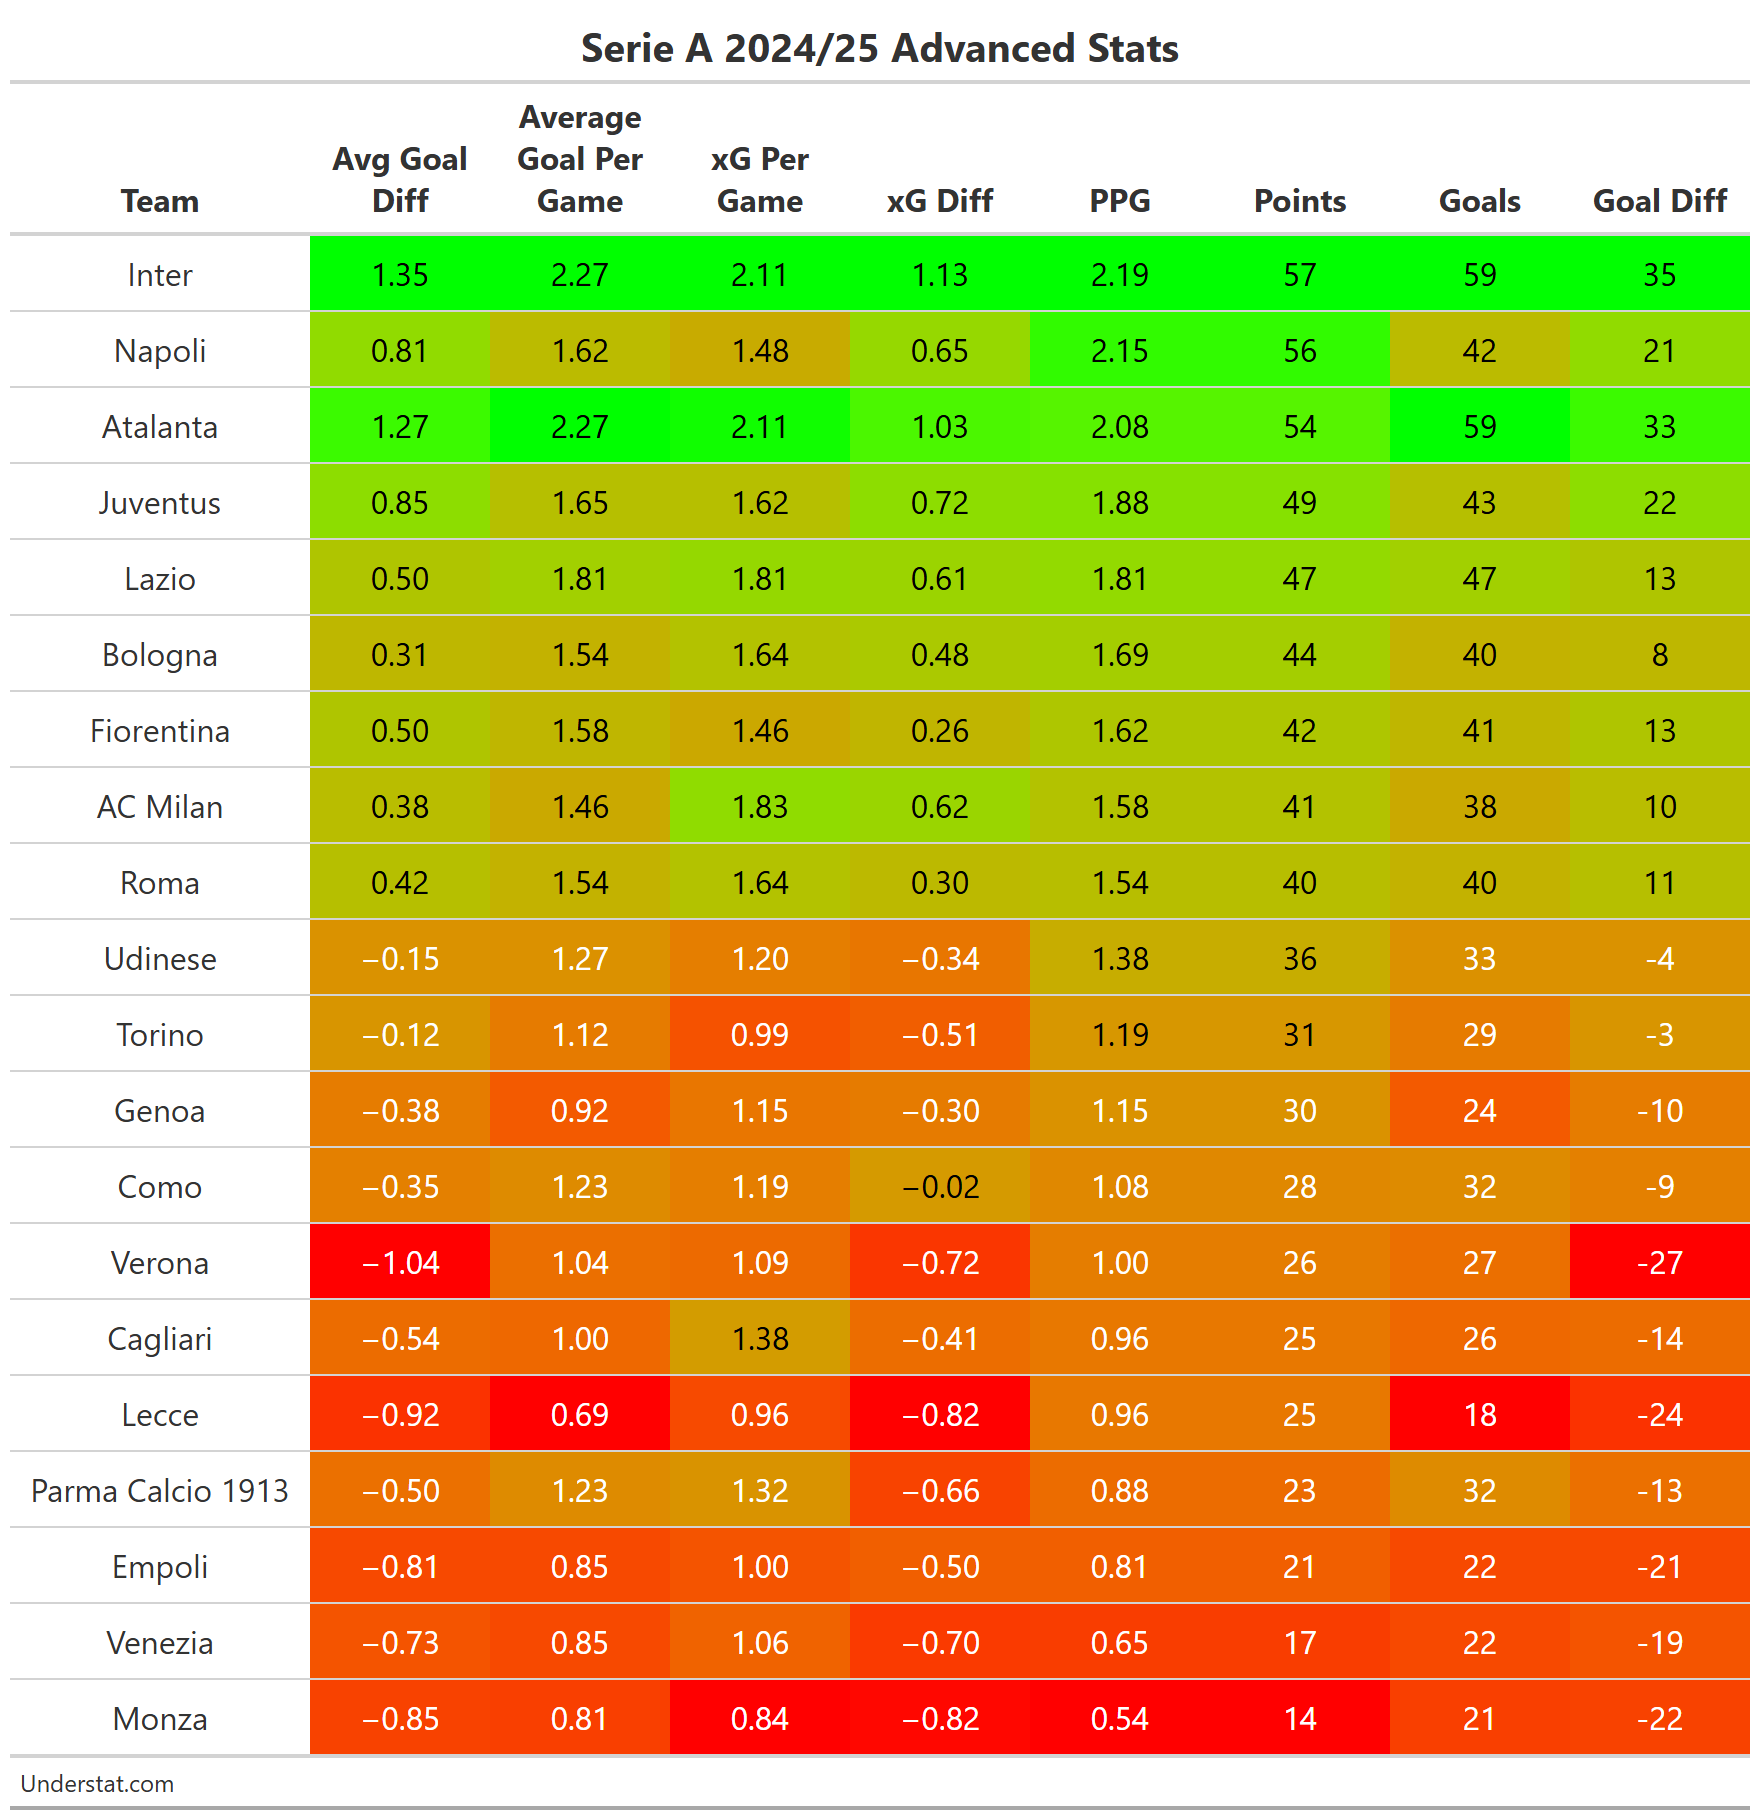 Serie A 2024/25 Advanced Stats
Team Avg Goal Diff Average Goal Per Game xG Per Game xG Diff PPG Points Goals Goal Diff
Inter 1.35 2.27 2.11 1.13 2.19 57 59 35
Napoli 0.81 1.62 1.48 0.65 2.15 56 42 21
Atalanta 1.27 2.27 2.11 1.03 2.08 54 59 33
Juventus 0.85 1.65 1.62 0.72 1.88 49 43 22
Lazio 0.50 1.81 1.81 0.61 1.81 47 47 13
Bologna 0.31 1.54 1.64 0.48 1.69 44 40 8
Fiorentina 0.50 1.58 1.46 0.26 1.62 42 41 13
AC Milan 0.38 1.46 1.83 0.62 1.58 41 38 10
Roma 0.42 1.54 1.64 0.30 1.54 40 40 11
Udinese −0.15 1.27 1.20 −0.34 1.38 36 33 -4
Torino −0.12 1.12 0.99 −0.51 1.19 31 29 -3
Genoa −0.38 0.92 1.15 −0.30 1.15 30 24 -10
Como −0.35 1.23 1.19 −0.02 1.08 28 32 -9
Verona −1.04 1.04 1.09 −0.72 1.00 26 27 -27
Cagliari −0.54 1.00 1.38 −0.41 0.96 25 26 -14
Lecce −0.92 0.69 0.96 −0.82 0.96 25 18 -24
Parma Calcio 1913 −0.50 1.23 1.32 −0.66 0.88 23 32 -13
Empoli −0.81 0.85 1.00 −0.50 0.81 21 22 -21
Venezia −0.73 0.85 1.06 −0.70 0.65 17 22 -19
Monza −0.85 0.81 0.84 −0.82 0.54 14 21 -22
Understat.com